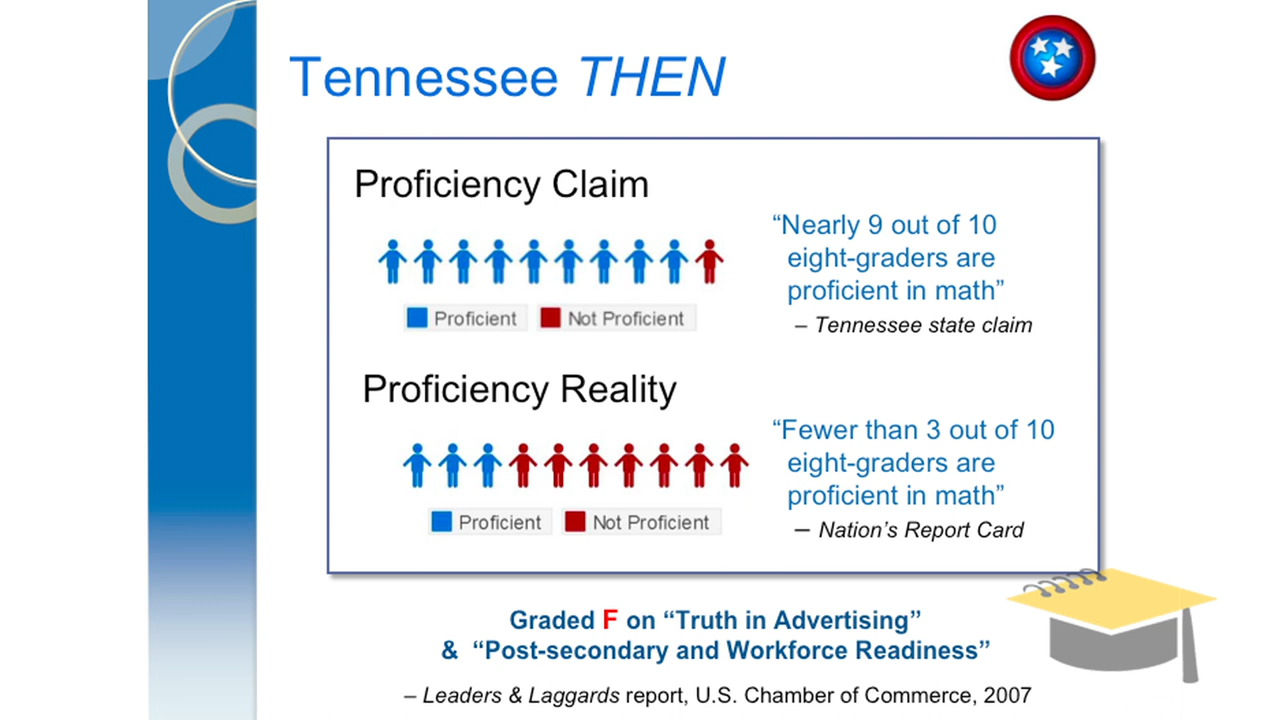 Tennessee THEN
Proficiency Claim
“Nearly 9 out of 10
eight-graders are
proficient in math”
– Tennessee state claim
Proficient
Not Proficient
Proficiency Reality
“Fewer than 3 out of 10
eight-graders are
proficient in math”
– Nation’s Report Card
Proficient
Not Proficient
Graded F on “Truth in Advertising”
& “Post-secondary and Workforce Readiness”
– Leaders & Laggards report, U.S. Chamber of Commerce, 2007